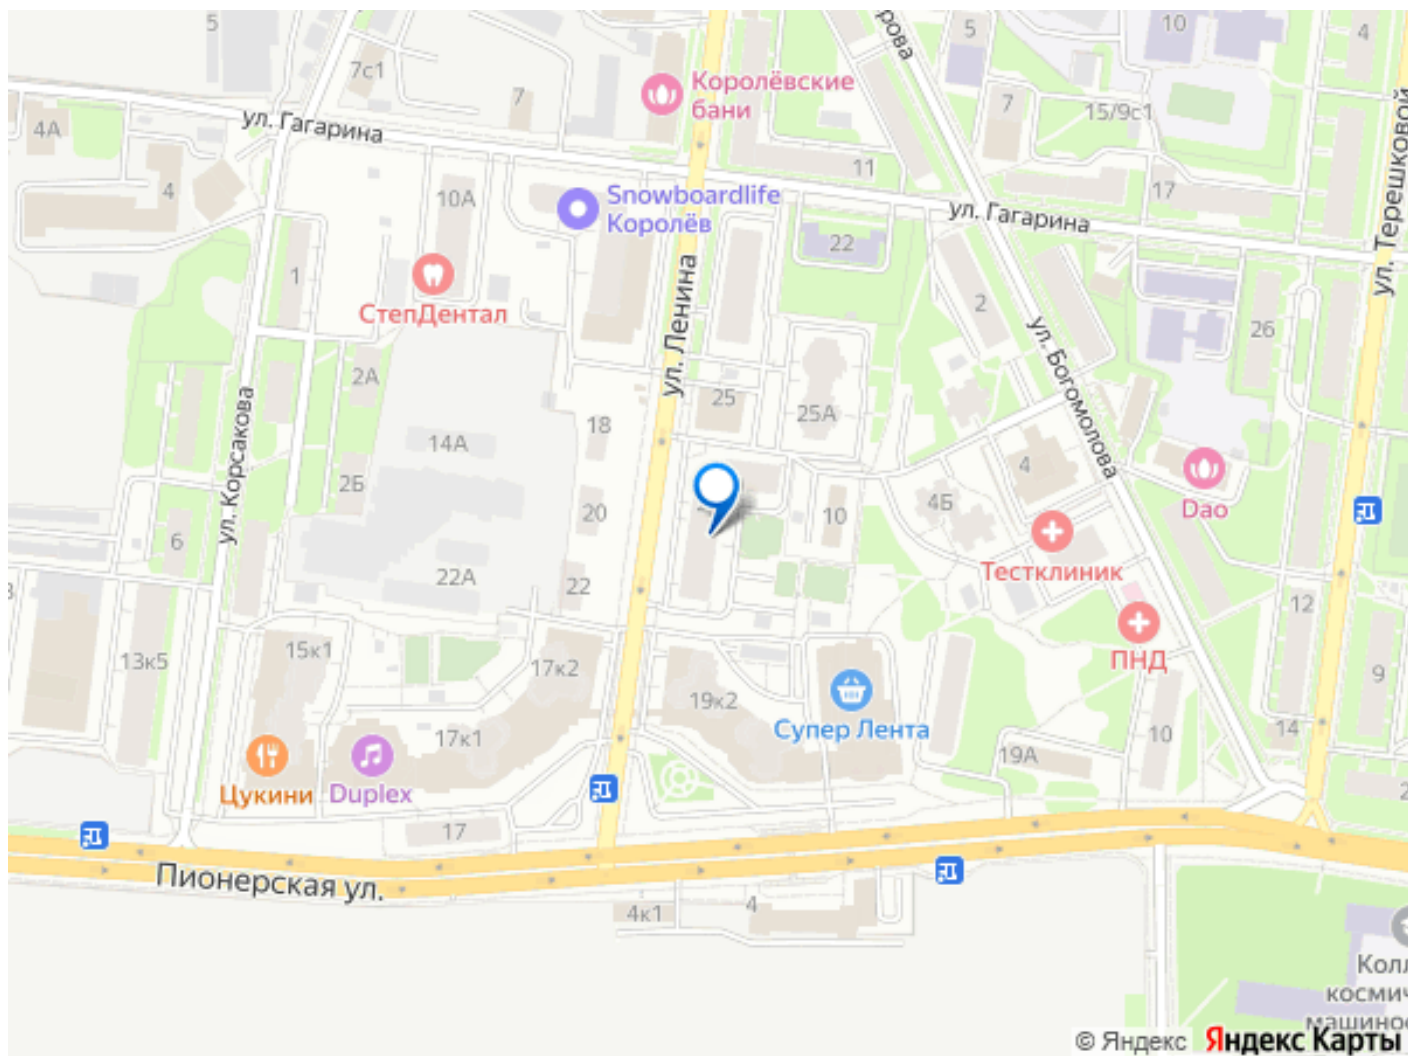 5
7с1
4А
ул. Гагарина
7
Королёвские
бани
4
10А
Snowboardlife
Королёв
5
10
4
7
15/9с1
11
17
ул. Гагарина
ул. Терешковой
22
1
СтепДентал
ул. Ленина
2
26
ул. Богомолова
2А
25
25А
18
14А
ул. Корсакова
2Б
20
10
4
4Б
Dao
Тестклиник
6
22А
22
12
ПНД
15к1
13к5
17к2
19к2
Супер Лента
9
17к1
19А
10
14
Цукини
Duplex
17
Пионерская ул.
4к1
4
© Яндекс
Яндекс Карты